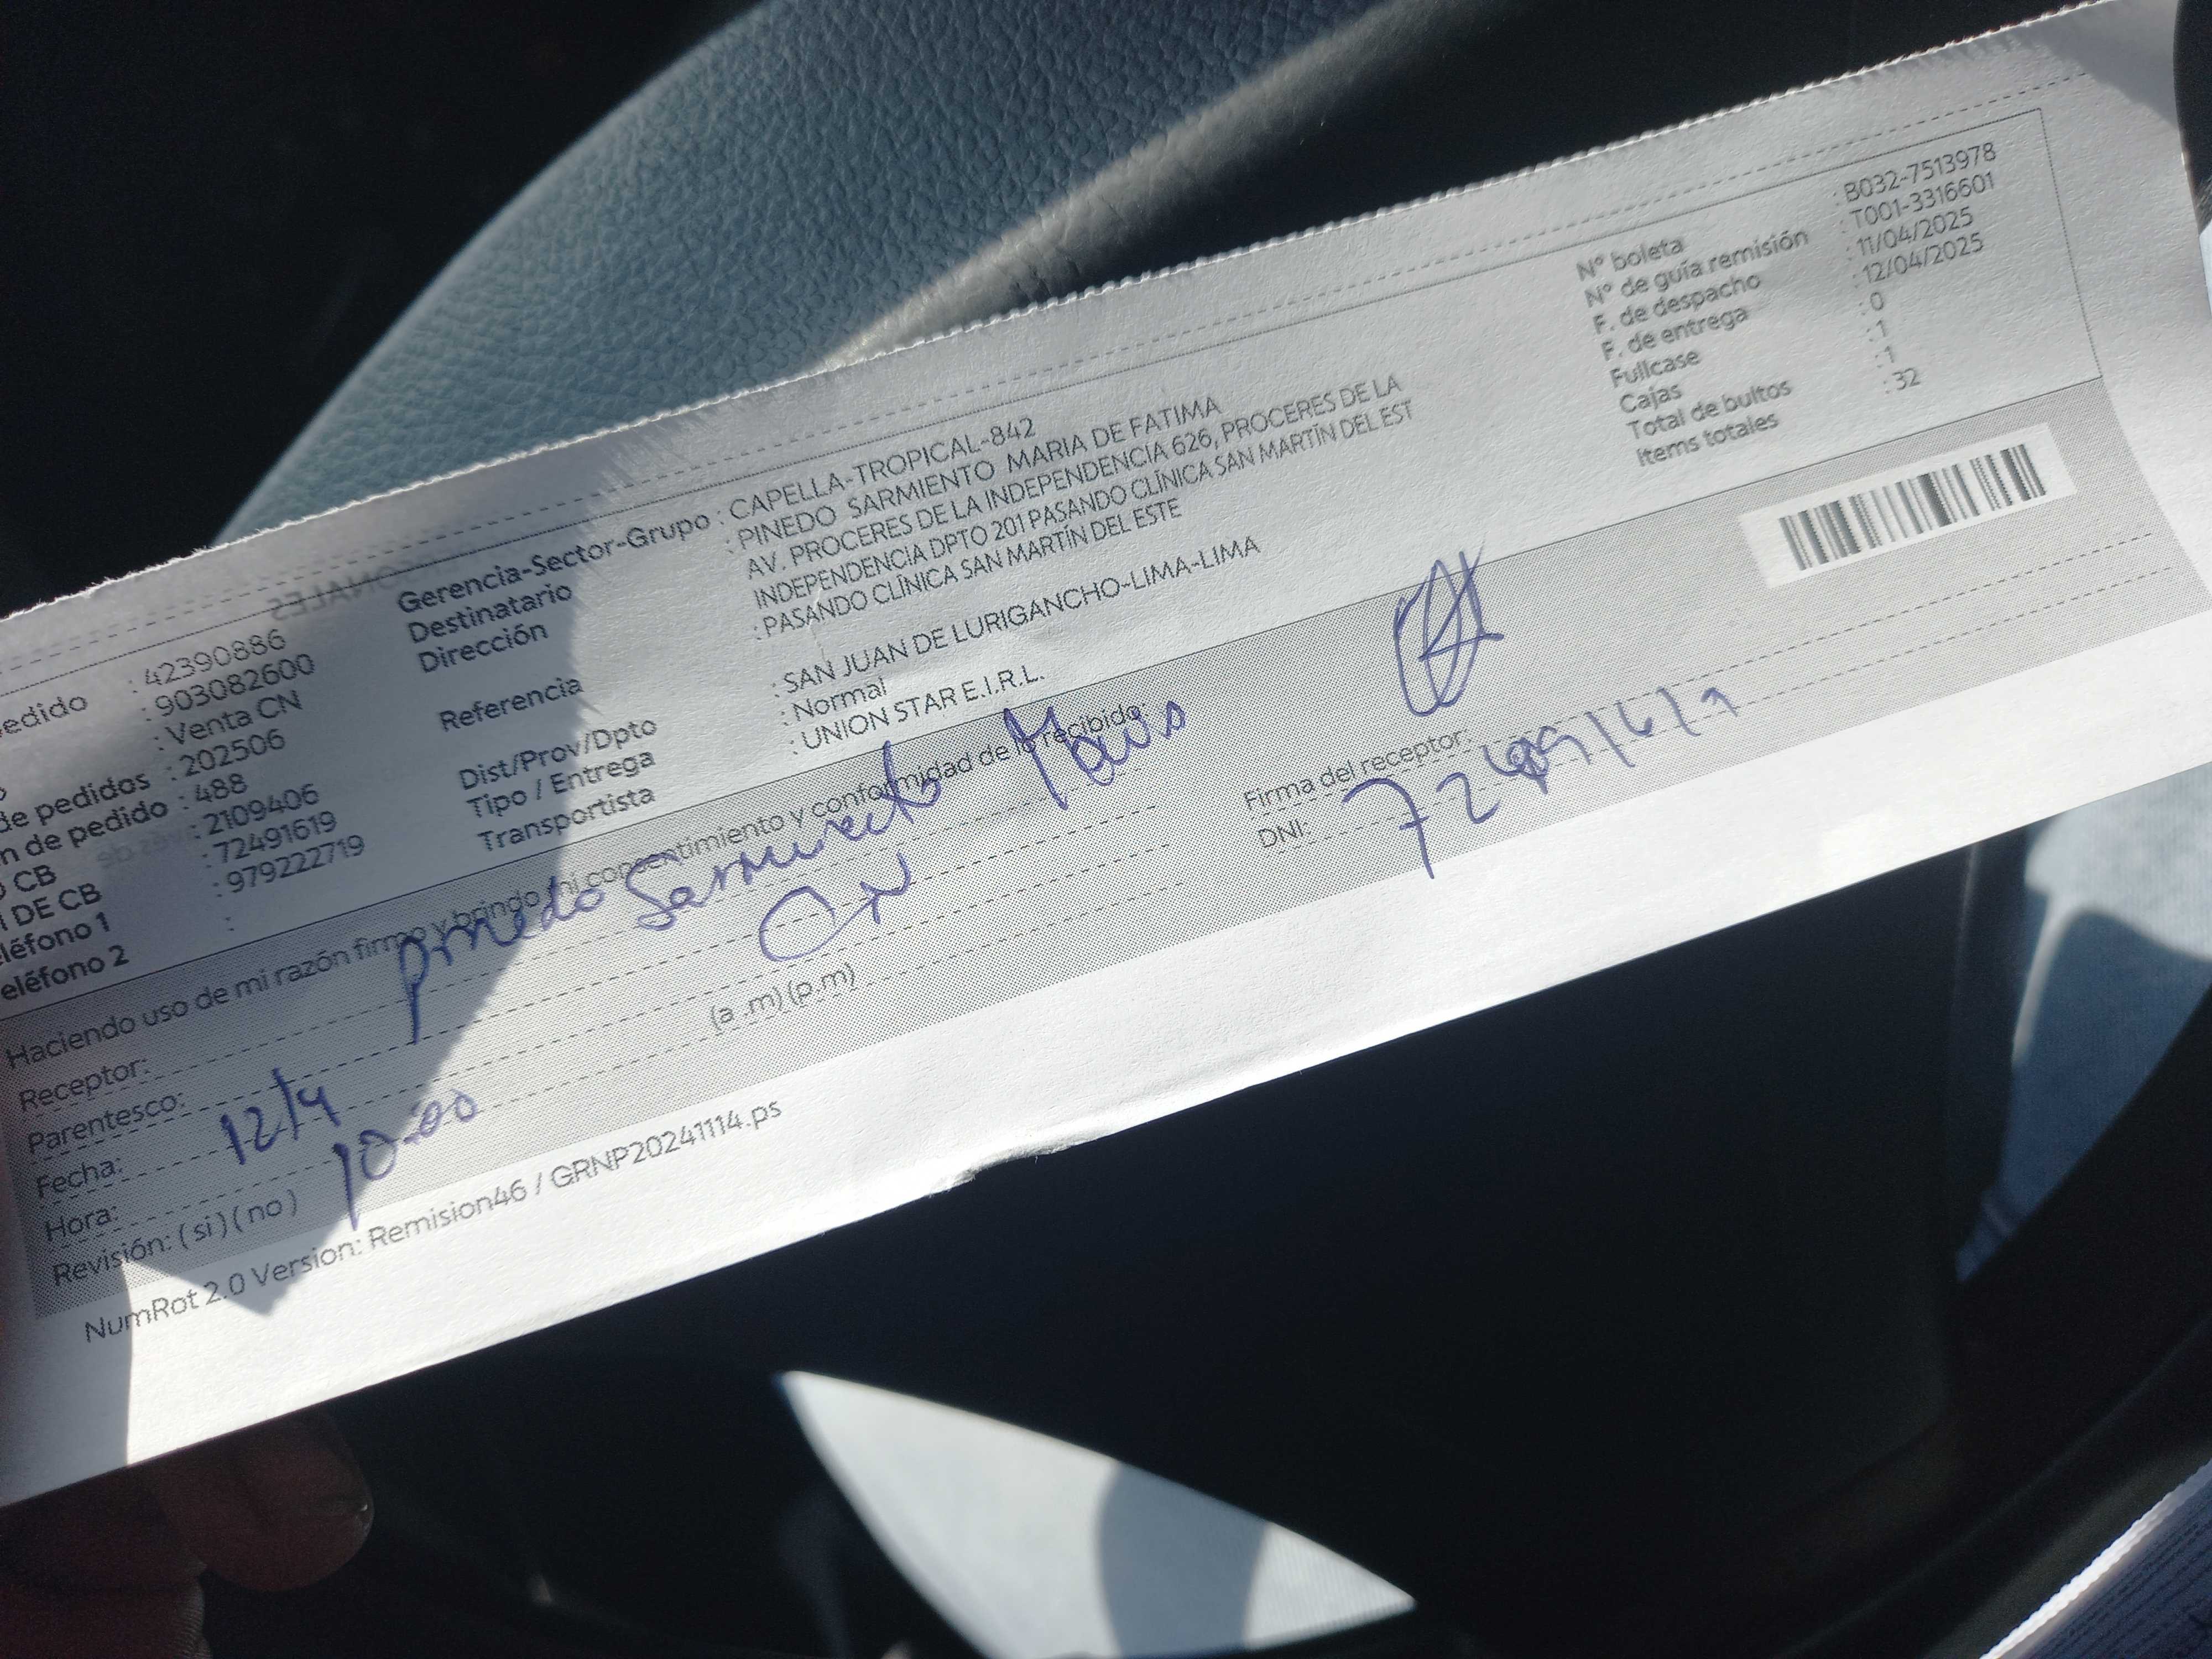 edido : 42390886
: 903082600
: Venta CN
de pedidos : 202506
n de pedido : 488
CB : 2109406
DE CB : 72491619
eléfono 1 : 979222719
eléfono 2 :
Gerencia-Sector-Grupo : CAPELLA-TROPICAL-842
Destinatario : PINEDO SARMIENTO MARIA DE FATIMA
Dirección AV. PROCERES DE LA INDEPENDENCIA 626, PROCERES DE LA
INDEPENDENCIA DPTO 201 PASANDO CLÍNICA SAN MARTÍN DEL EST
Referencia : PASANDO CLÍNICA SAN MARTÍN DEL ESTE
Dist/Prov/Dpto : SAN JUAN DE LURIGANCHO-LIMA-LIMA
Tipo / Entrega : Normal
Transportista : UNION STAR E.I.R.L.
N° boleta : B032-7513978
N° de guía remisión : T001-3316601
F. de despacho : 11/04/2025
F. de entrega : 12/04/2025
Fullcase : 0
Cajas : 1
Total de bultos : 1
Items totales : 32
Haciendo uso de mi razón firmo y brindo mi consentimiento y conformidad de lo recibido:
Receptor: Pinedo Sarmiento
Parentesco:
Fecha: 12/4
Hora: 10:00 (a .m) (p.m)
Revisión: ( si ) ( no )
Firma del receptor:
DNI:
NumRot 2.0 Version: Remision46 / GRNP20241114.ps